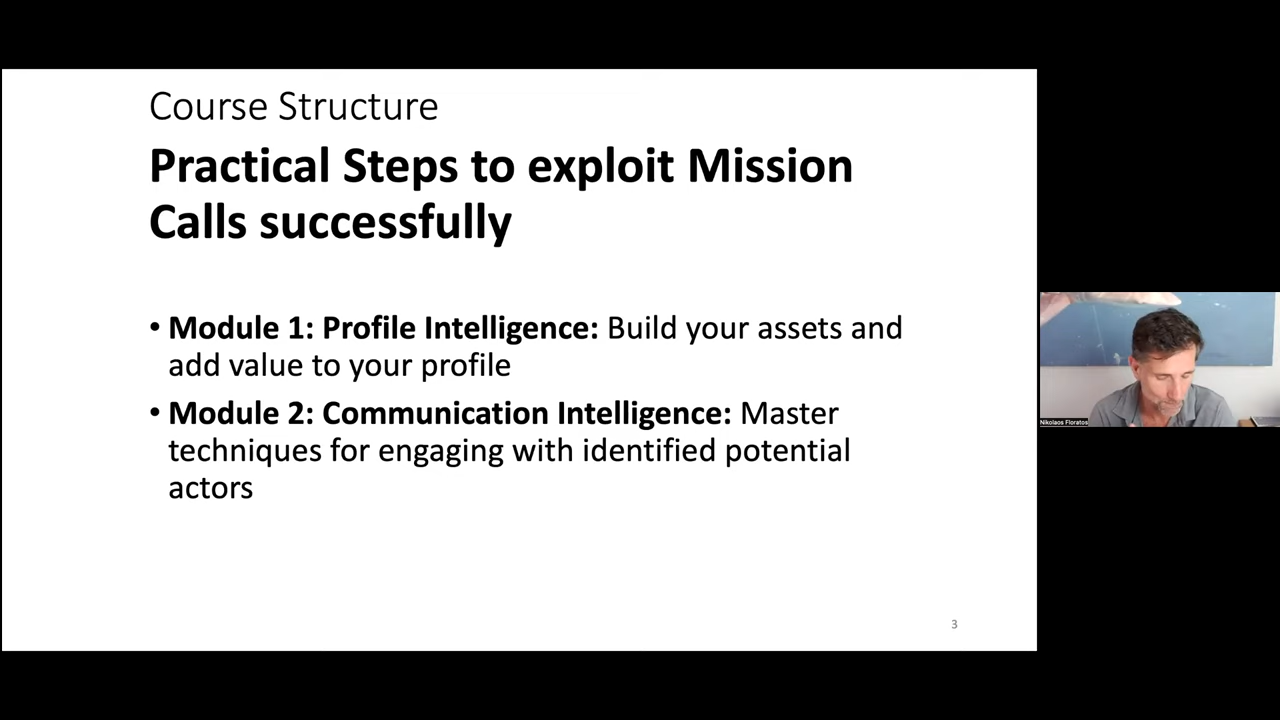 Course Structure
Practical Steps to exploit Mission
Calls successfully
• Module 1: Profile Intelligence: Build your assets and
add value to your profile
• Module 2: Communication Intelligence: Master
techniques for engaging with identified potential
actors
3
Nikolaos Floratos